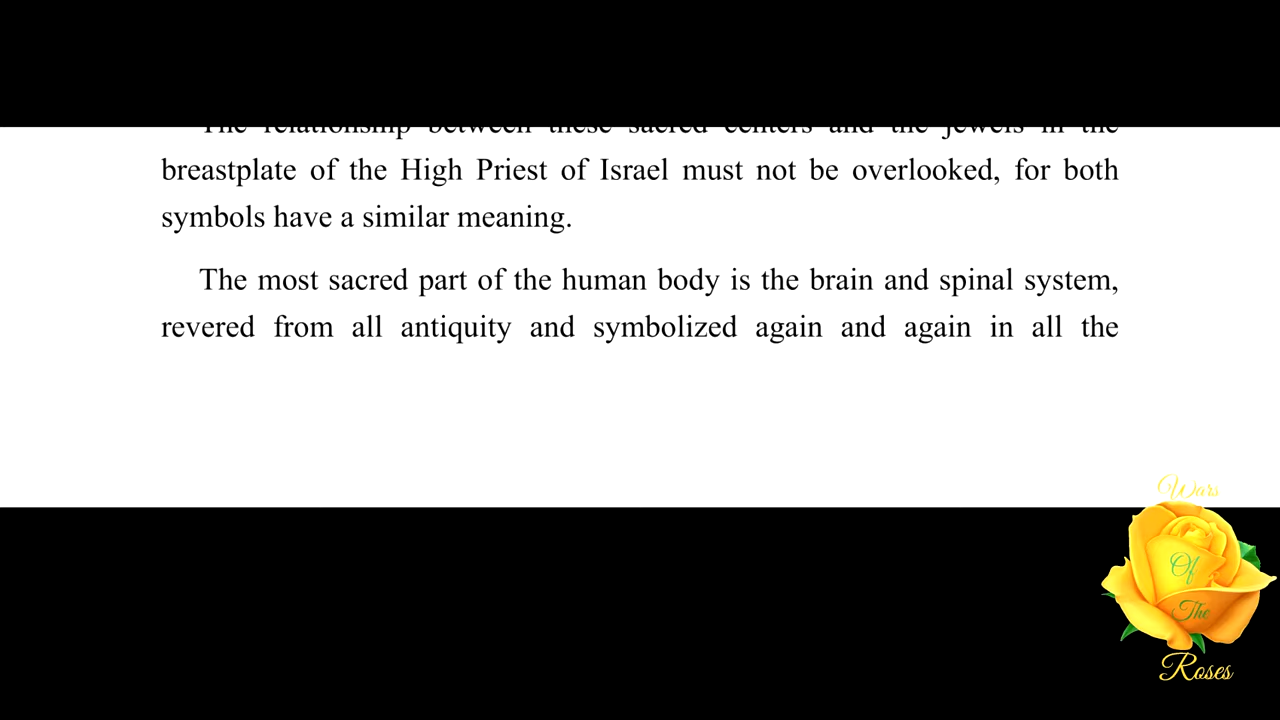 The relationship between these sacred centers and the jewels in the
breastplate of the High Priest of Israel must not be overlooked, for both
symbols have a similar meaning.
The most sacred part of the human body is the brain and spinal system,
revered from all antiquity and symbolized again and again in all the
Wars
Of
The
Roses